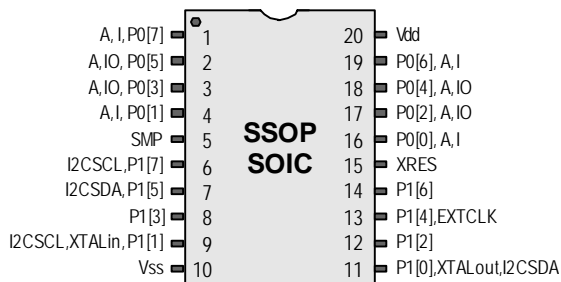 A, I, P0[7] 1 20 Vdd
A, IO, P0[5] 2 19 P0[6], A, I
A, IO, P0[3] 3 18 P0[4], A, IO
A, I, P0[1] 4 17 P0[2], A, IO
SMP 5 SSOP 16 P0[0], A, I
I2CSCL,P1[7] 6 SOIC 15 XRES
I2CSDA,P1[5] 7 14 P1[6]
P1[3] 8 13 P1[4],EXTCLK
I2CSCL,XTALin,P1[1] 9 12 P1[2]
Vss 10 11 P1[0],XTALout,I2CSDA